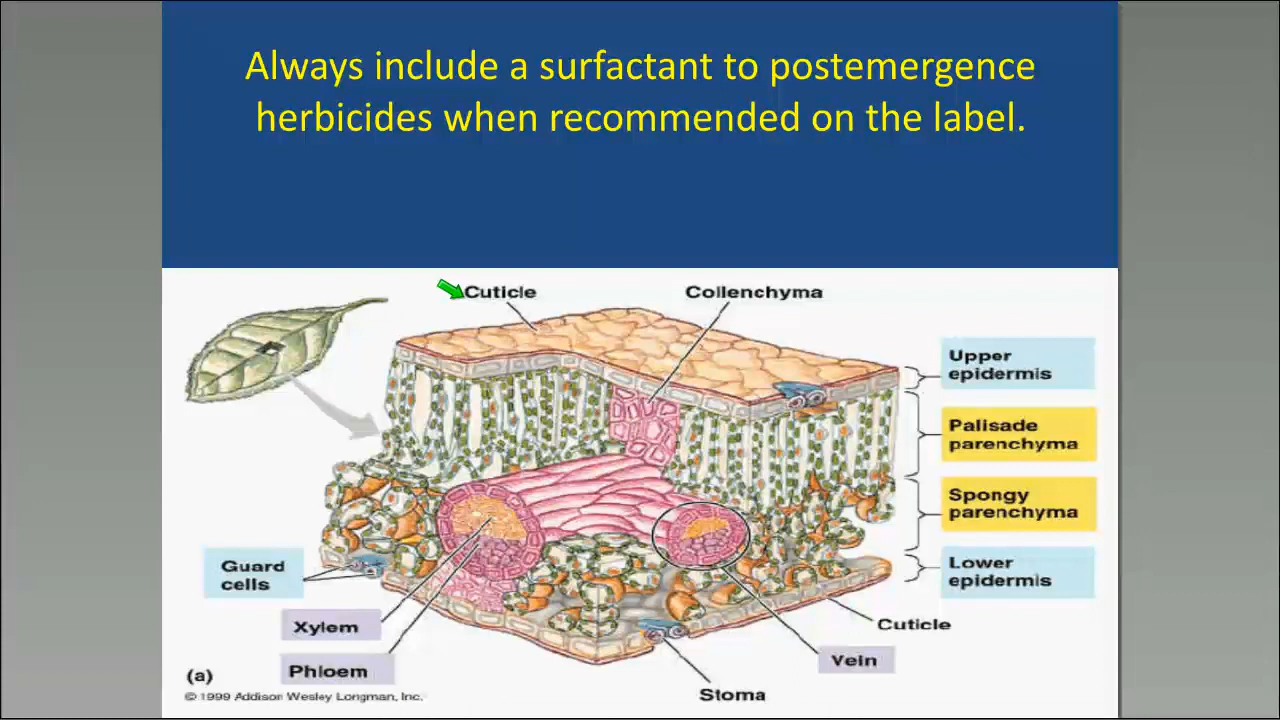 Always include a surfactant to postemergence
herbicides when recommended on the label.
Cuticle
Collenchyma
Upper
epidermis
Palisade
parenchyma
Spongy
parenchyma
Lower
epidermis
Guard
cells
Xylem
Phloem
Cuticle
Vein
Stoma
(a)
© 1999 Addison Wesley Longman, Inc.